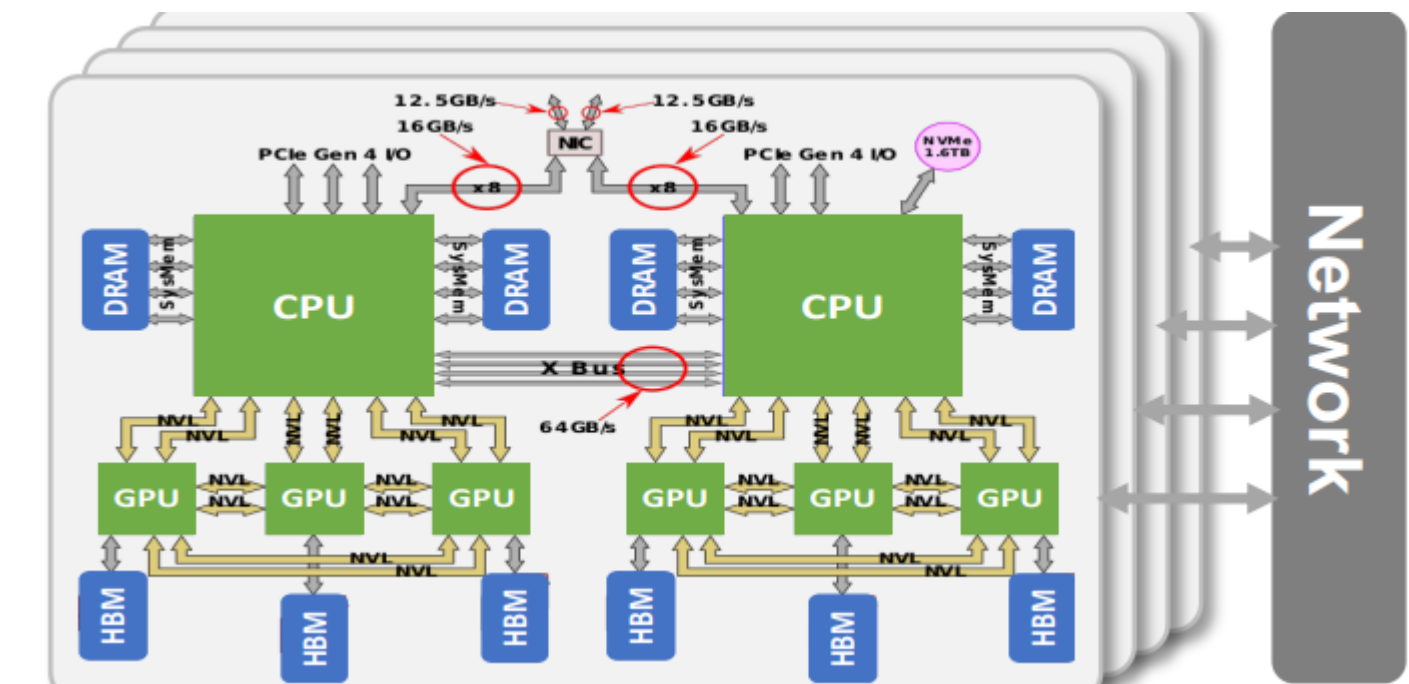 12.5GB/s
12.5GB/s
16GB/s
16GB/s
NIC
NVMe
1.6TB
PCIe Gen 4 I/O
PCIe Gen 4 I/O
x8
x8
DRAM
SysMem
CPU
SysMem
DRAM
DRAM
SysMem
CPU
SysMem
DRAM
X Bus
64GB/s
NVL
NVL
NVL
NVL
NVL
NVL
NVL
NVL
NVL
NVL
NVL
NVL
GPU
NVL
NVL
GPU
NVL
NVL
GPU
GPU
NVL
NVL
GPU
NVL
NVL
GPU
NVL
NVL
NVL
NVL
HBM
HBM
HBM
HBM
HBM
HBM
Network